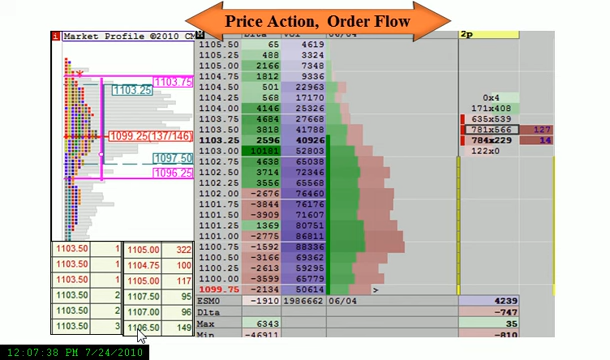 Price Action, Order Flow
i Market Profile ©2010 CM
Delta Vol 06/04
2p
1105.50 65 4619
1105.25 488 3324
1105.00 2166 7348
1104.75 1812 9336
1104.50 501 22963
1104.25 568 17170
1104.00 4146 25326
1103.75 4684 27668
1103.50 3818 41788
1103.25 2596 40926
1103.00 10181 52803
1102.75 4638 65038
1102.50 3714 72346
1102.25 3556 65568
1102.00 -2676 76460
1101.75 -3844 76176
1101.50 -3909 71607
1101.25 1369 80751
1101.00 -2775 86811
1100.75 -1592 88336
1100.50 -3166 69362
1100.25 -2613 59295
1100.00 -3599 65779
1099.75 -2134 50614 >
ESM0 -1910 1986662 06/04
Dlta
Max 6343
Min -46911
1103.75
1103.25
1099.25 (137/146)
1097.50
1096.25
0x4
171x408
635x539
781x566 127
784x229 14
122x0
4239
-747
35
-810
1103.50 1 1105.00 322
1103.50 1 1104.75 100
1103.50 1 1105.00 117
1103.50 2 1107.50 95
1103.50 2 1107.00 96
1103.50 3 1106.50 149
12:07:38 PM 7/24/2010